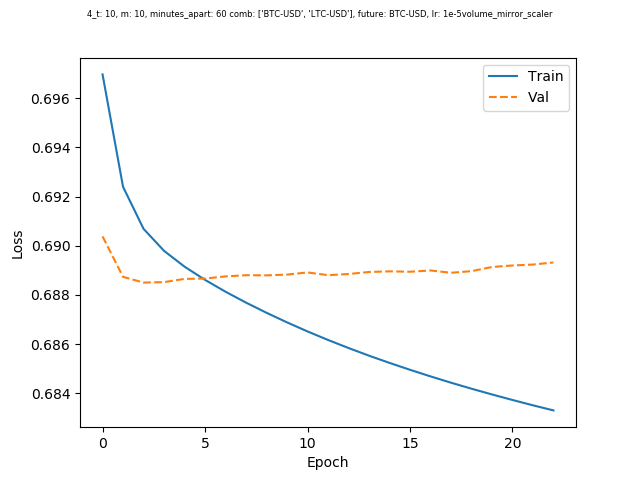 4_t: 10, m: 10, minutes_apart: 60 comb: ['BTC-USD', 'LTC-USD'], future: BTC-USD, lr: 1e-5volume_mirror_scaler
Train
Val
0.696
0.694
0.692
0.690
0.688
0.686
0.684
Loss
0
5
10
15
20
Epoch